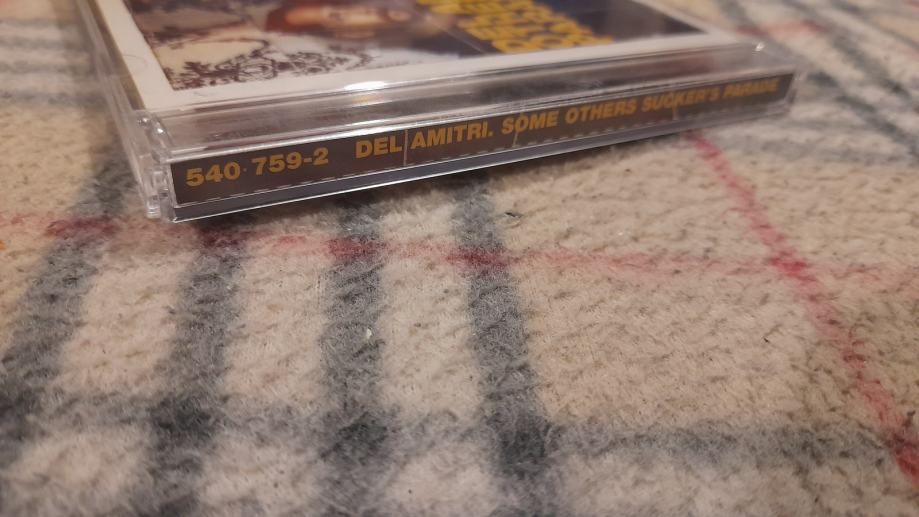 540 759-2 DEL AMITRI. SOME OTHERS SUCKER'S PARADE